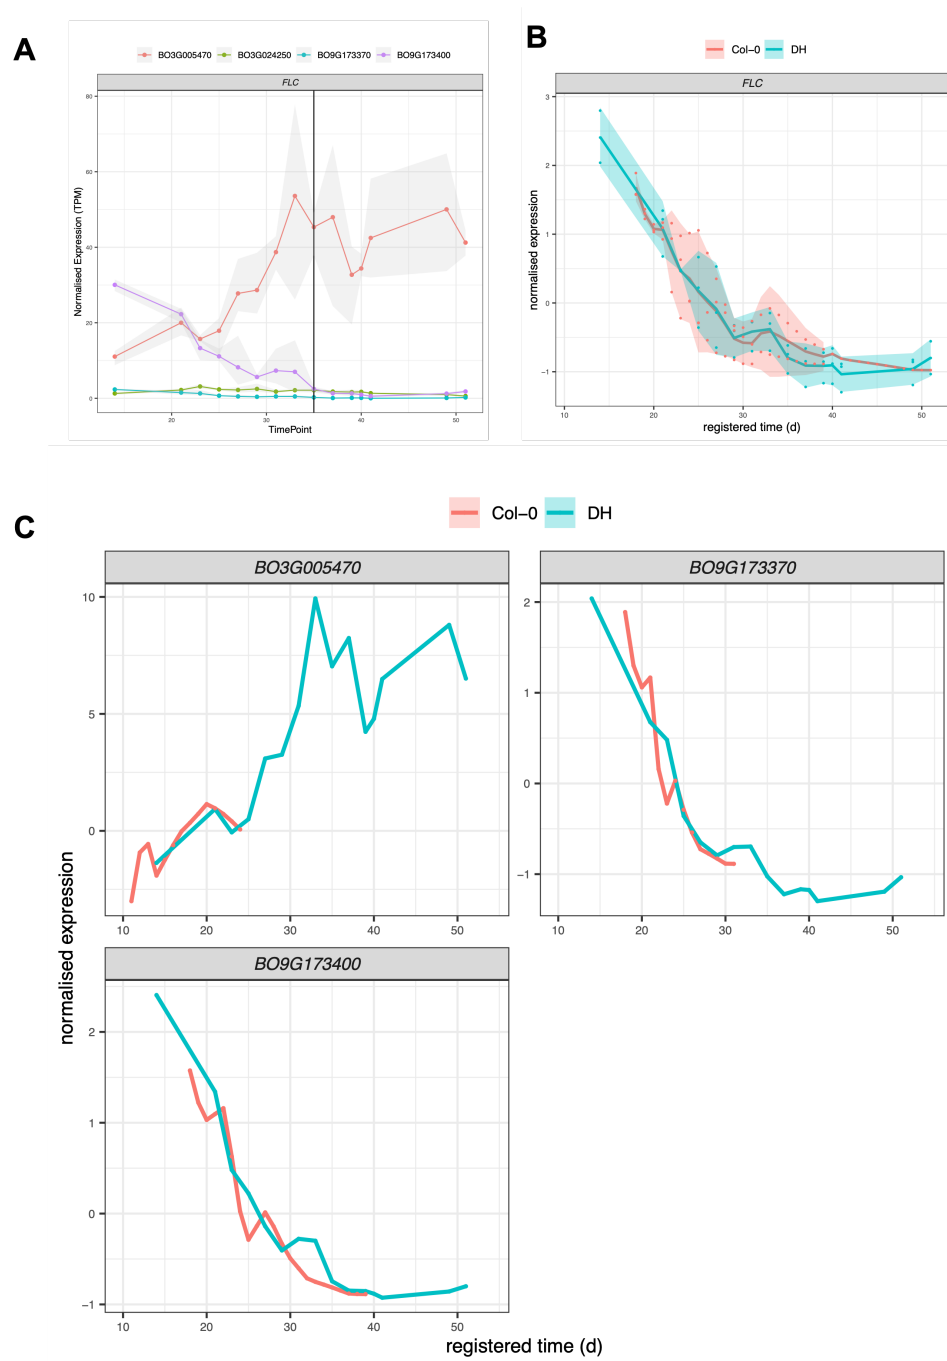 A
BO3G005470 BO3G024250 BO9G173370 BO9G173400
FLC
Normalised Expression (TPM)
80
60
40
20
0
20 30 40 50
TimePoint
B
Col-0 DH
FLC
normalised expression
3
2
1
0
−1
10 20 30 40 50
registered time (d)
C
Col-0 DH
BO3G005470
10
5
0
10 20 30 40 50
BO9G173370
2
1
0
−1
10 20 30 40 50
normalised expression
BO9G173400
2
1
0
−1
10 20 30 40 50
registered time (d)